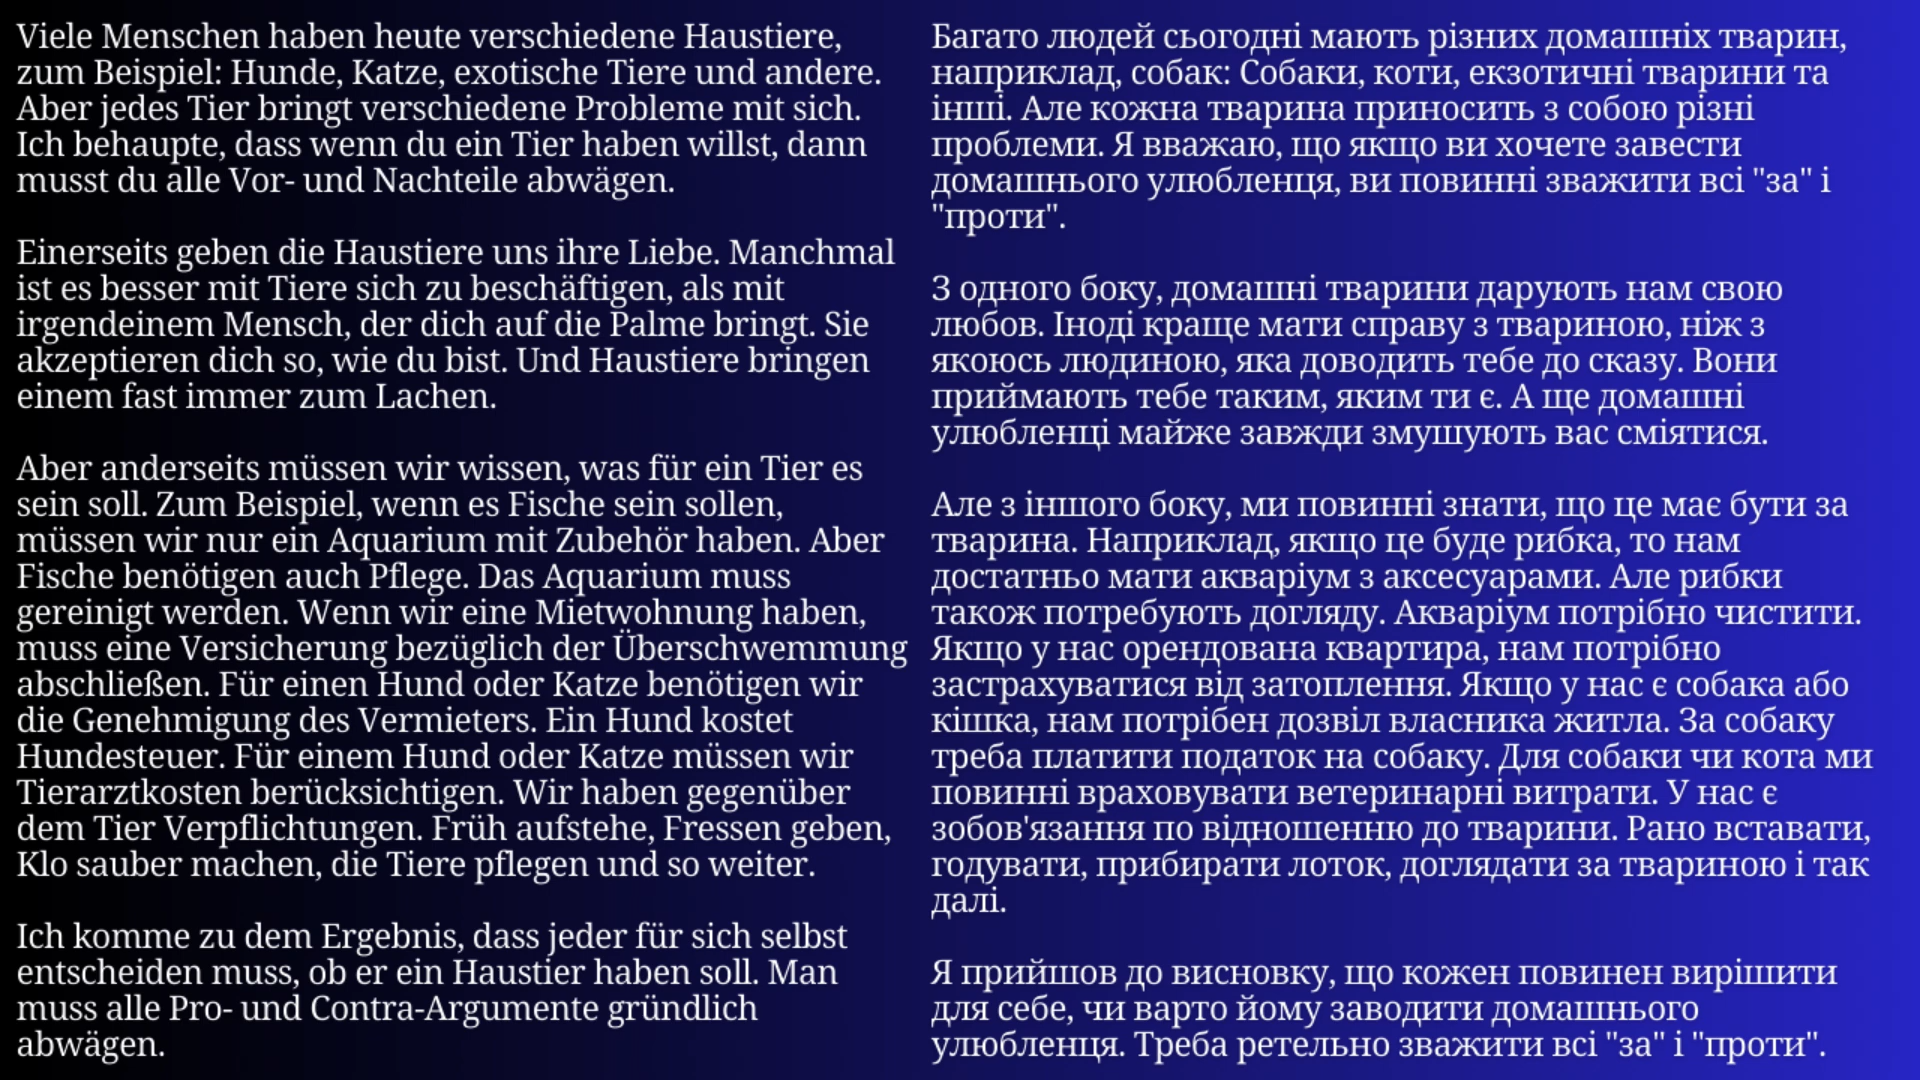 Viele Menschen haben heute verschiedene Haustiere,
zum Beispiel: Hunde, Katze, exotische Tiere und andere.
Aber jedes Tier bringt verschiedene Probleme mit sich.
Ich behaupte, dass wenn du ein Tier haben willst, dann
musst du alle Vor- und Nachteile abwägen.

Einerseits geben die Haustiere uns ihre Liebe. Manchmal
ist es besser mit Tiere sich zu beschäftigen, als mit
irgendeinem Mensch, der dich auf die Palme bringt. Sie
akzeptieren dich so, wie du bist. Und Haustiere bringen
einem fast immer zum Lachen.

Aber anderseits müssen wir wissen, was für ein Tier es
sein soll. Zum Beispiel, wenn es Fische sein sollen,
müssen wir nur ein Aquarium mit Zubehör haben. Aber
Fische benötigen auch Pflege. Das Aquarium muss
gereinigt werden. Wenn wir eine Mietwohnung haben,
muss eine Versicherung bezüglich der Überschwemmung
abschließen. Für einen Hund oder Katze benötigen wir
die Genehmigung des Vermieters. Ein Hund kostet
Hundesteuer. Für einem Hund oder Katze müssen wir
Tierarztkosten berücksichtigen. Wir haben gegenüber
dem Tier Verpflichtungen. Früh aufstehe, Fressen geben,
Klo sauber machen, die Tiere pflegen und so weiter.

Ich komme zu dem Ergebnis, dass jeder für sich selbst
entscheiden muss, ob er ein Haustier haben soll. Man
muss alle Pro- und Contra-Argumente gründlich
abwägen.

Багато людей сьогодні мають різних домашніх тварин,
наприклад, собак: Собаки, коти, екзотичні тварини та
інші. Але кожна тварина приносить з собою різні
проблеми. Я вважаю, що якщо ви хочете завести
домашнього улюбленця, ви повинні зважити всі "за" і
"проти".

З одного боку, домашні тварини дарують нам свою
любов. Іноді краще мати справу з твариною, ніж з
якоюсь людиною, яка доводить тебе до сказу. Вони
приймають тебе таким, яким ти є. А ще домашні
улюбленці майже завжди змушують вас сміятися.

Але з іншого боку, ми повинні знати, що це має бути за
тварина. Наприклад, якщо це буде рибка, то нам
достатньо мати акваріум з аксесуарами. Але рибки
також потребують догляду. Акваріум потрібно чистити.
Якщо у нас орендована квартира, нам потрібно
застрахуватися від затоплення. Якщо у нас є собака або
кішка, нам потрібен дозвіл власника житла. За собаку
треба платити податок на собаку. Для собаки чи кота ми
повинні враховувати ветеринарні витрати. У нас є
зобов'язання по відношенню до тварини. Рано вставати,
годувати, прибирати лоток, доглядати за твариною і так
далі.

Я прийшов до висновку, що кожен повинен вирішити
для себе, чи варто йому заводити домашнього
улюбленця. Треба ретельно зважити всі "за" і "проти".